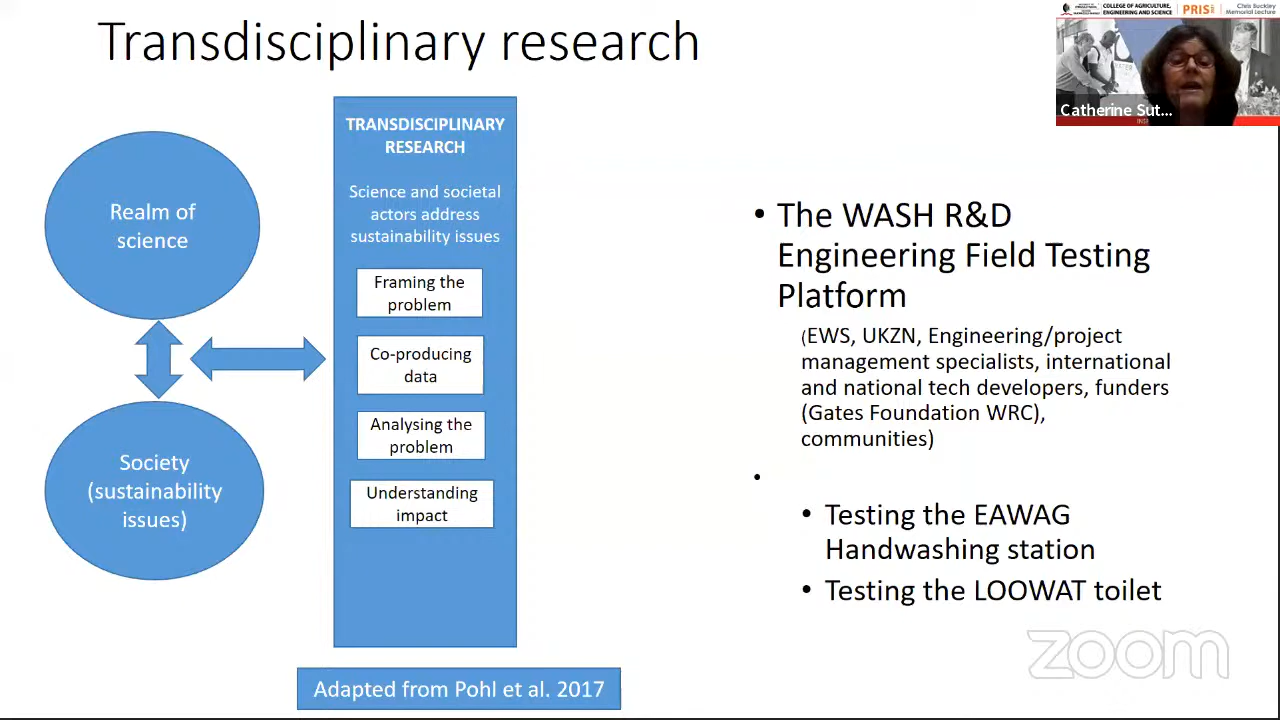 Transdisciplinary research
COLLEGE OF AGRICULTURE,
ENGINEERING AND SCIENCE
PRIS
Chris Buckley
Memorial Lecture
Catherine Sut...
TRANSDISCIPLINARY
RESEARCH
Science and societal
actors address
sustainability issues
Framing the
problem
Co-producing
data
Analysing the
problem
Understanding
impact
Realm of
science
Society
(sustainability
issues)
Adapted from Pohl et al. 2017
• The WASH R&D
Engineering Field Testing
Platform
(EWS, UKZN, Engineering/project
management specialists, international
and national tech developers, funders
(Gates Foundation WRC),
communities)
•
• Testing the EAWAG
Handwashing station
• Testing the LOOWAT toilet
zoom